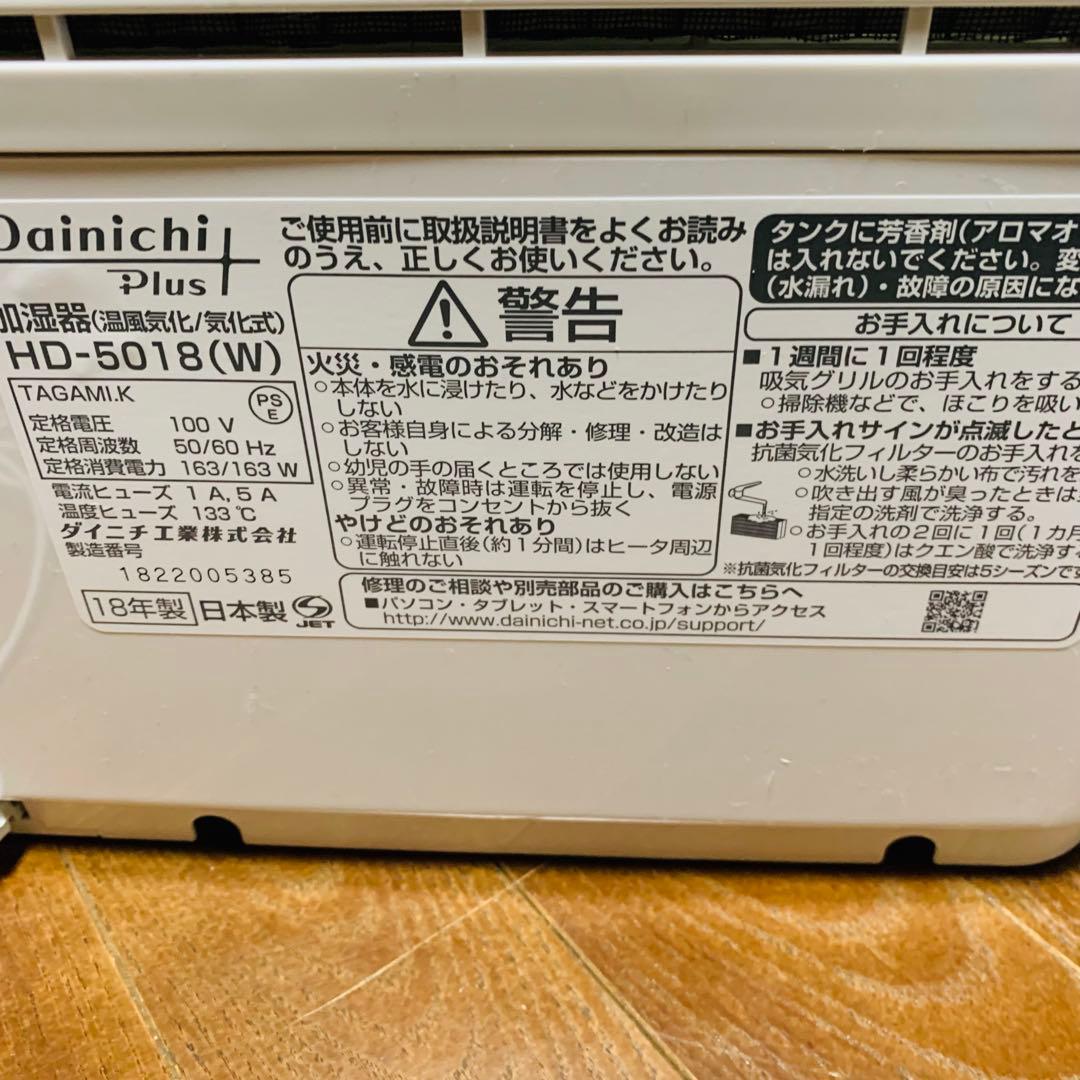 Dainichi
Plus
加湿器(温風気化/気化式)
HD-5018(W)
TAGAMI.K
PS
E
定格電圧 100 V
定格周波数 50/60 Hz
定格消費電力 163/163 W
電流ヒューズ 1 A, 5 A
温度ヒューズ 133℃
ダイニチ工業株式会社
製造番号
1822005385
18年製 日本製 JET
ご使用前に取扱説明書をよくお読み
のうえ、正しくお使いください。
警告
火災・感電のおそれあり
○本体を水に浸けたり、水などをかけたり
しない
○お客様自身による分解・修理・改造は
しない
○幼児の手の届くところでは使用しない
○異常・故障時は運転を停止し、電源
プラグをコンセントから抜く
やけどのおそれあり
○運転停止直後(約1分間)はヒータ周辺
に触れない
修理のご相談や別売部品のご購入はこちらへ
■パソコン・タブレット・スマートフォンからアクセス
http://www.dainichi-net.co.jp/support/
タンクに芳香剤(アロマオ
は入れないでください。変
(水漏れ)・故障の原因にな
お手入れについて
■1週間に1回程度
吸気グリルのお手入れをする
○掃除機などで、ほこりを吸い
■お手入れサインが点滅したと
抗菌気化フィルターのお手入れを
○水洗いし柔らかい布で汚れを
○吹き出す風が臭ったときは
指定の洗剤で洗浄する。
○お手入れの2回に1回(1カ月
1回程度)はクエン酸で洗浄す
※抗菌気化フィルターの交換目安は5シーズンです